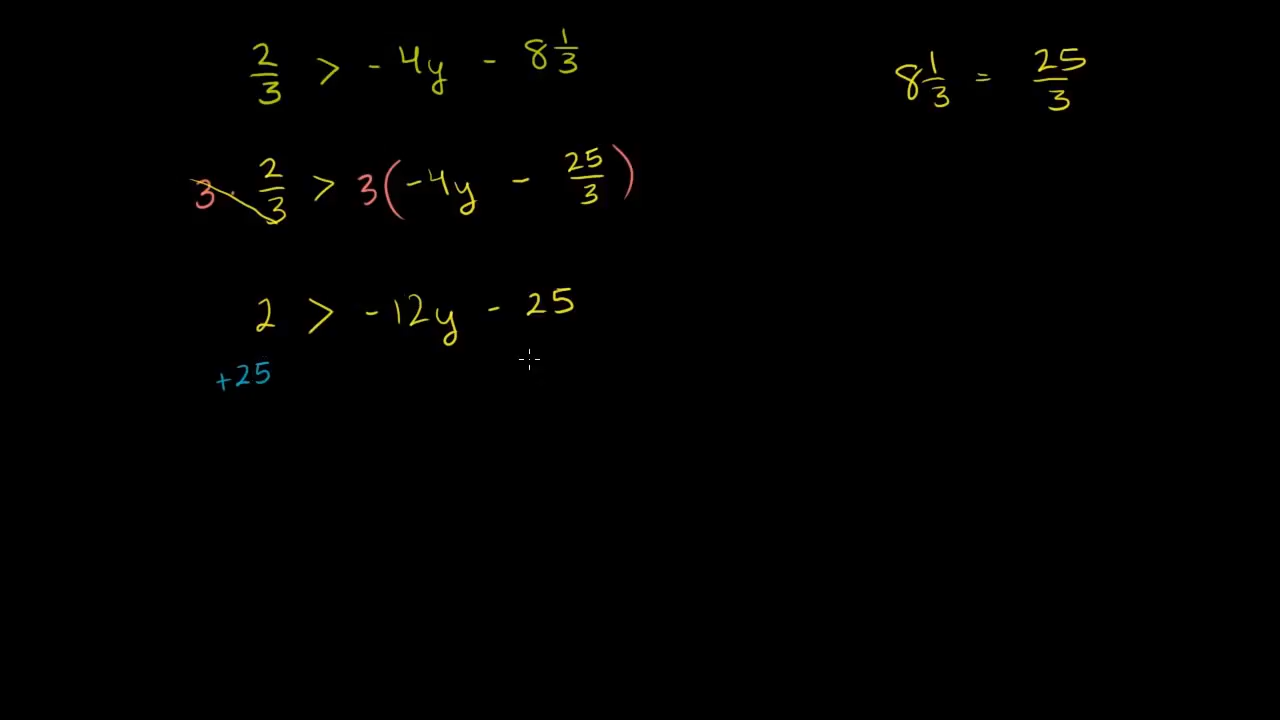 2/3 > - 4y - 8 1/3
8 1/3 = 25/3
3 · 2/3 > 3(-4y - 25/3)
2 > -12y - 25
+25